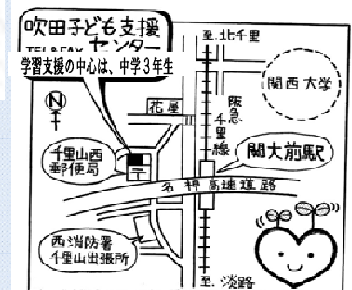 吹田子ども支援
センター
TEL&FAX
学習支援の中心は、中学3年生
至.北千里
関西大学
花屋
阪急千里線
N
千里山西
郵便局
関大前駅
名神高速道路
西消防署
千里山出張所
至.淡路